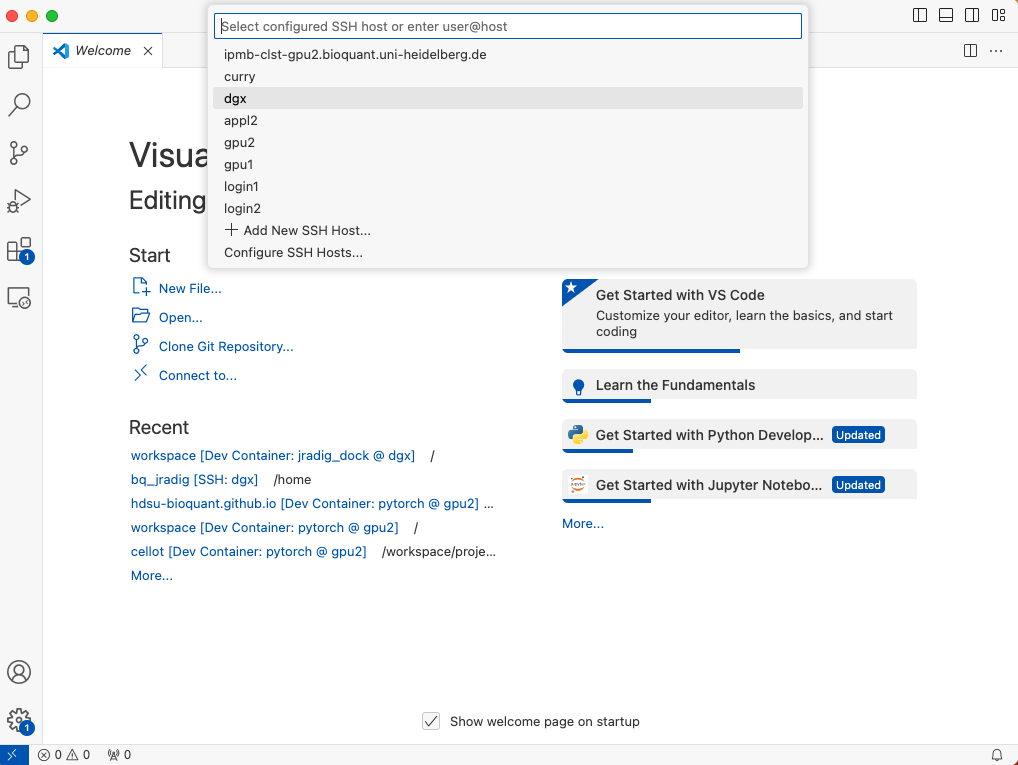 Select configured SSH host or enter user@host
ipmb-clst-gpu2.bioquant.uni-heidelberg.de
curry
dgx
appl2
gpu2
gpu1
login1
login2
Add New SSH Host...
Configure SSH Hosts...
Welcome
Visua
Editing
Start
New File...
Open...
Clone Git Repository...
Connect to...
Recent
workspace [Dev Container: jradig_dock @ dgx] /
bq_jradig [SSH: dgx] /home
hdsu-bioquant.github.io [Dev Container: pytorch @ gpu2] ...
workspace [Dev Container: pytorch @ gpu2] /
cellot [Dev Container: pytorch @ gpu2] /workspace/proje...
More...
Get Started with VS Code
Customize your editor, learn the basics, and start
coding
Learn the Fundamentals
Get Started with Python Develop... Updated
Get Started with Jupyter Notebo... Updated
More...
1
1
Show welcome page on startup
0 0 0